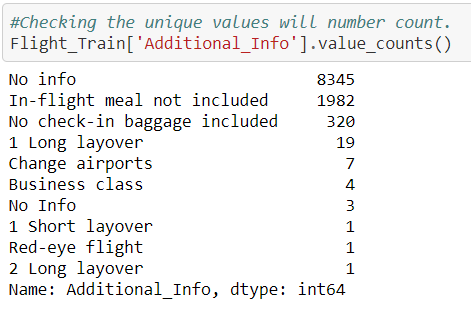 #Checking the unique values will number count.
Flight_Train['Additional_Info'].value_counts()
No info 8345
In-flight meal not included 1982
No check-in baggage included 320
1 Long layover 19
Change airports 7
Business class 4
No Info 3
1 Short layover 1
Red-eye flight 1
2 Long layover 1
Name: Additional_Info, dtype: int64